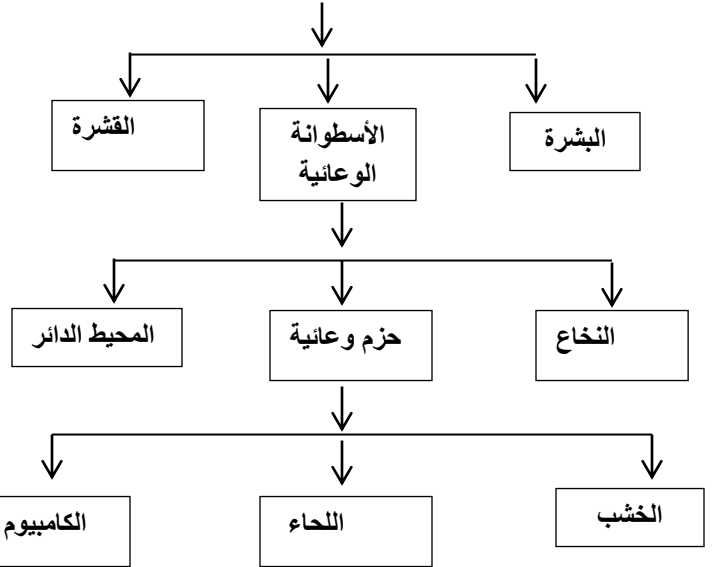 البشرة
الأسطوانة
الوعائية
القشرة
النخاع
حزم وعائية
المحيط الدائر
الخشب
اللحاء
الكامبيوم